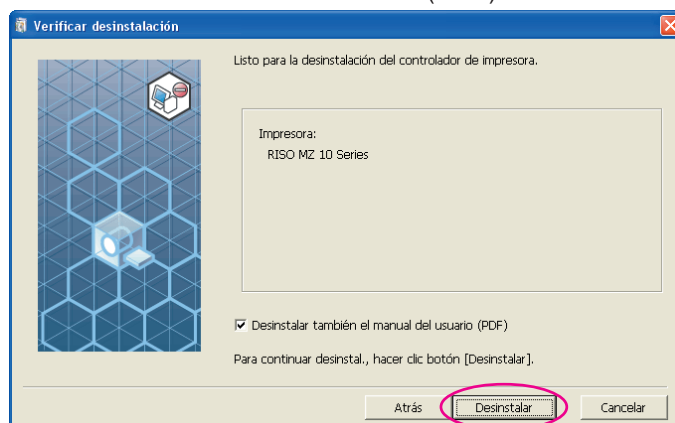 Verificar desinstalación
Listo para la desinstalación del controlador de impresora.
Impresora:
RISO MZ 10 Series
Desinstalar también el manual del usuario (PDF)
Para continuar desinstal., hacer clic botón [Desinstalar].
Atrás
Desinstalar
Cancelar